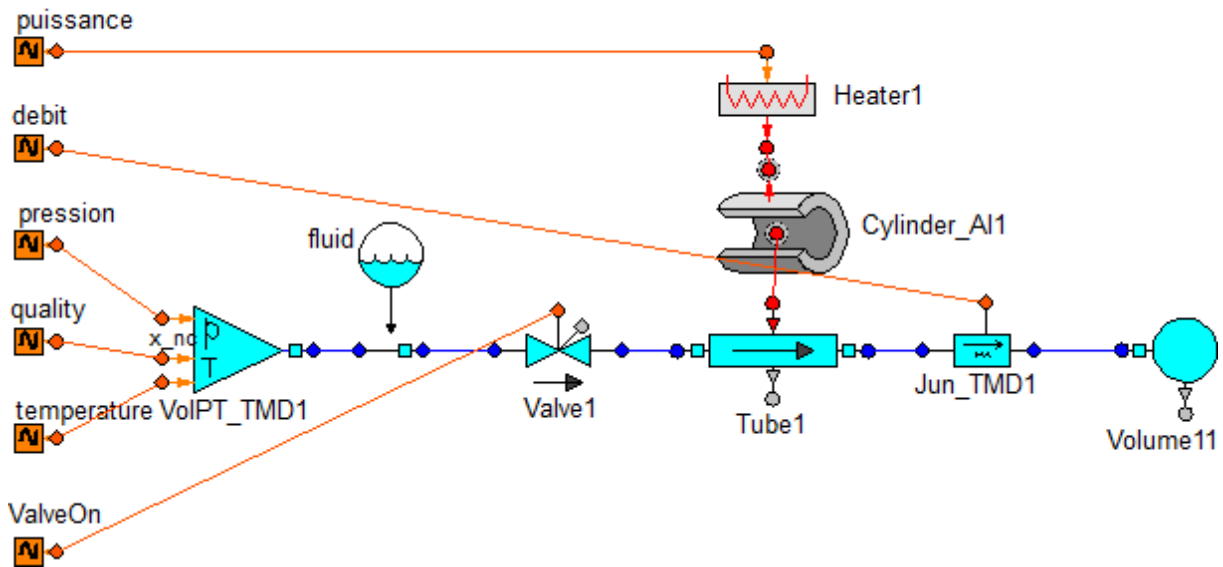 puissance
Heater1
debit
pression
fluid
Cylinder_Al1
quality
x_nc
p
T
temperature VolPT_TMD1
Valve1
Tube1
Jun_TMD1
Volume11
ValveOn